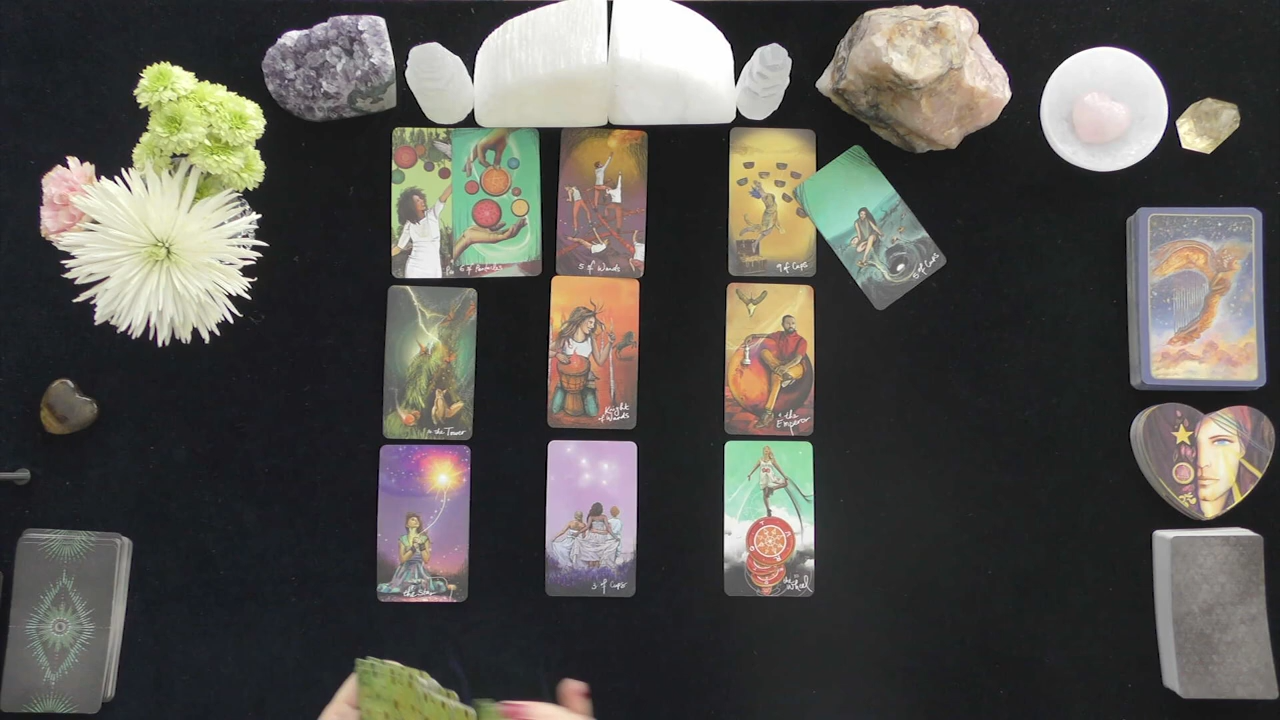 6 of Pentacles
5 of Wands
9 of Cups
5 of Cups
the Tower
Knight
of Wands
the
Emperor
the Star
3 of Cups
the
Wheel